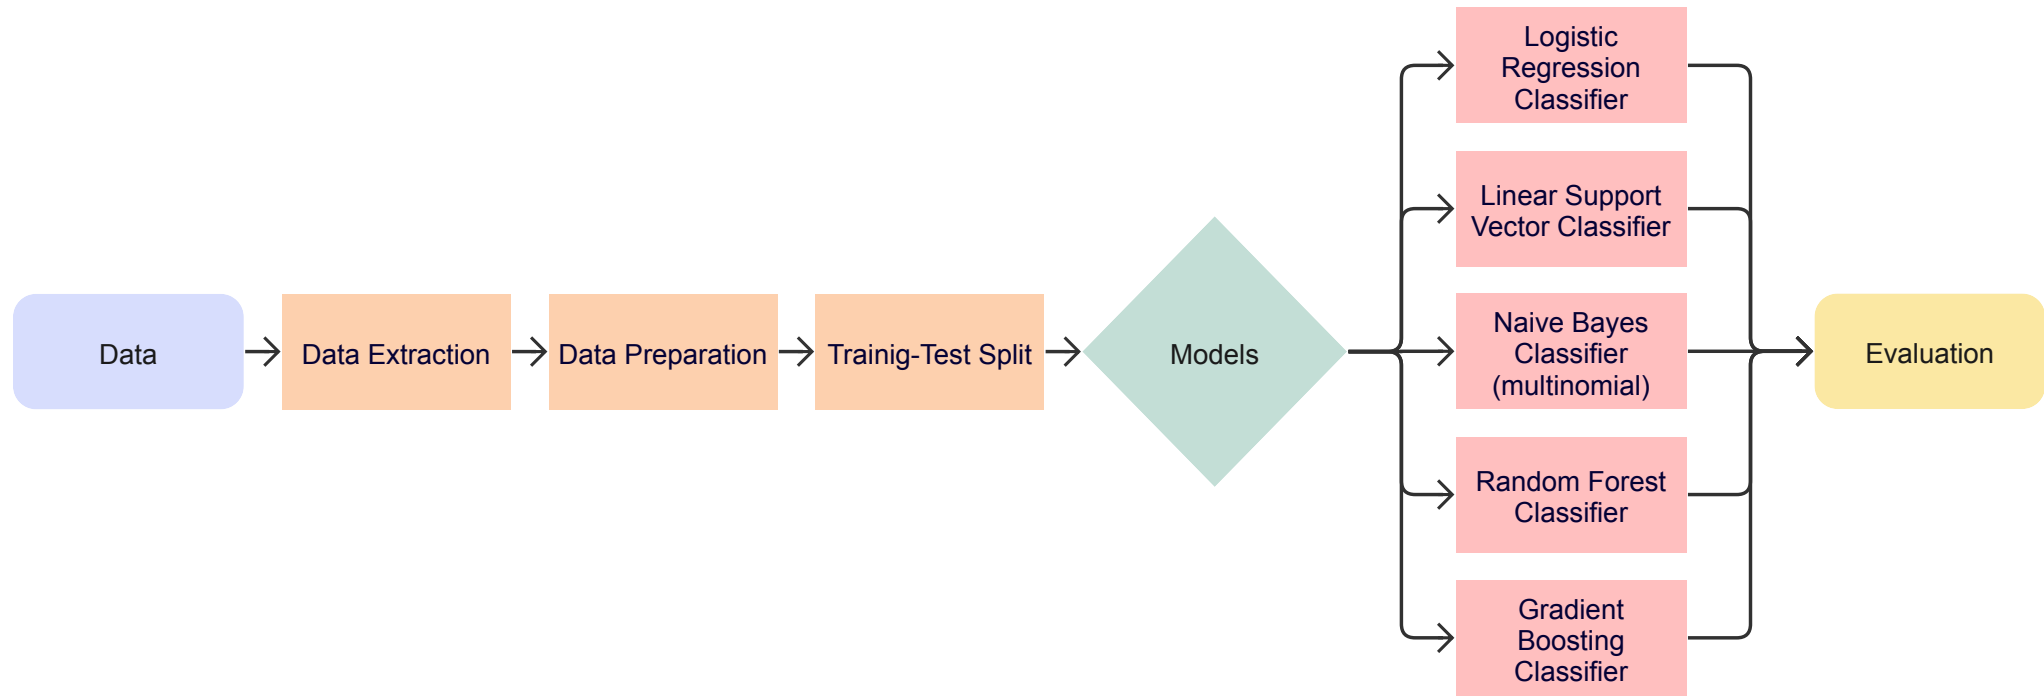 Data
Data Extraction
Data Preparation
Trainig-Test Split
Models
Logistic
Regression
Classifier
Linear Support
Vector Classifier
Naive Bayes
Classifier
(multinomial)
Random Forest
Classifier
Gradient
Boosting
Classifier
Evaluation